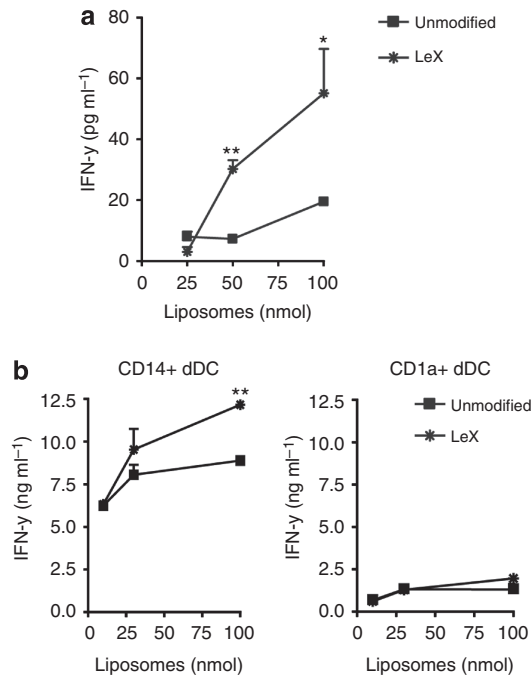 a
80
60
40
20
0
IFN-y (pg ml⁻¹)
*
**
Unmodified
LeX
0 25 50 75 100
Liposomes (nmol)
b
CD14+ dDC
12.5
10.0
7.5
5.0
2.5
0.0
IFN-y (ng ml⁻¹)
**
0 25 50 75 100
Liposomes (nmol)
CD1a+ dDC
Unmodified
LeX
12.5
10.0
7.5
5.0
2.5
0.0
IFN-y (ng ml⁻¹)
0 25 50 75 100
Liposomes (nmol)